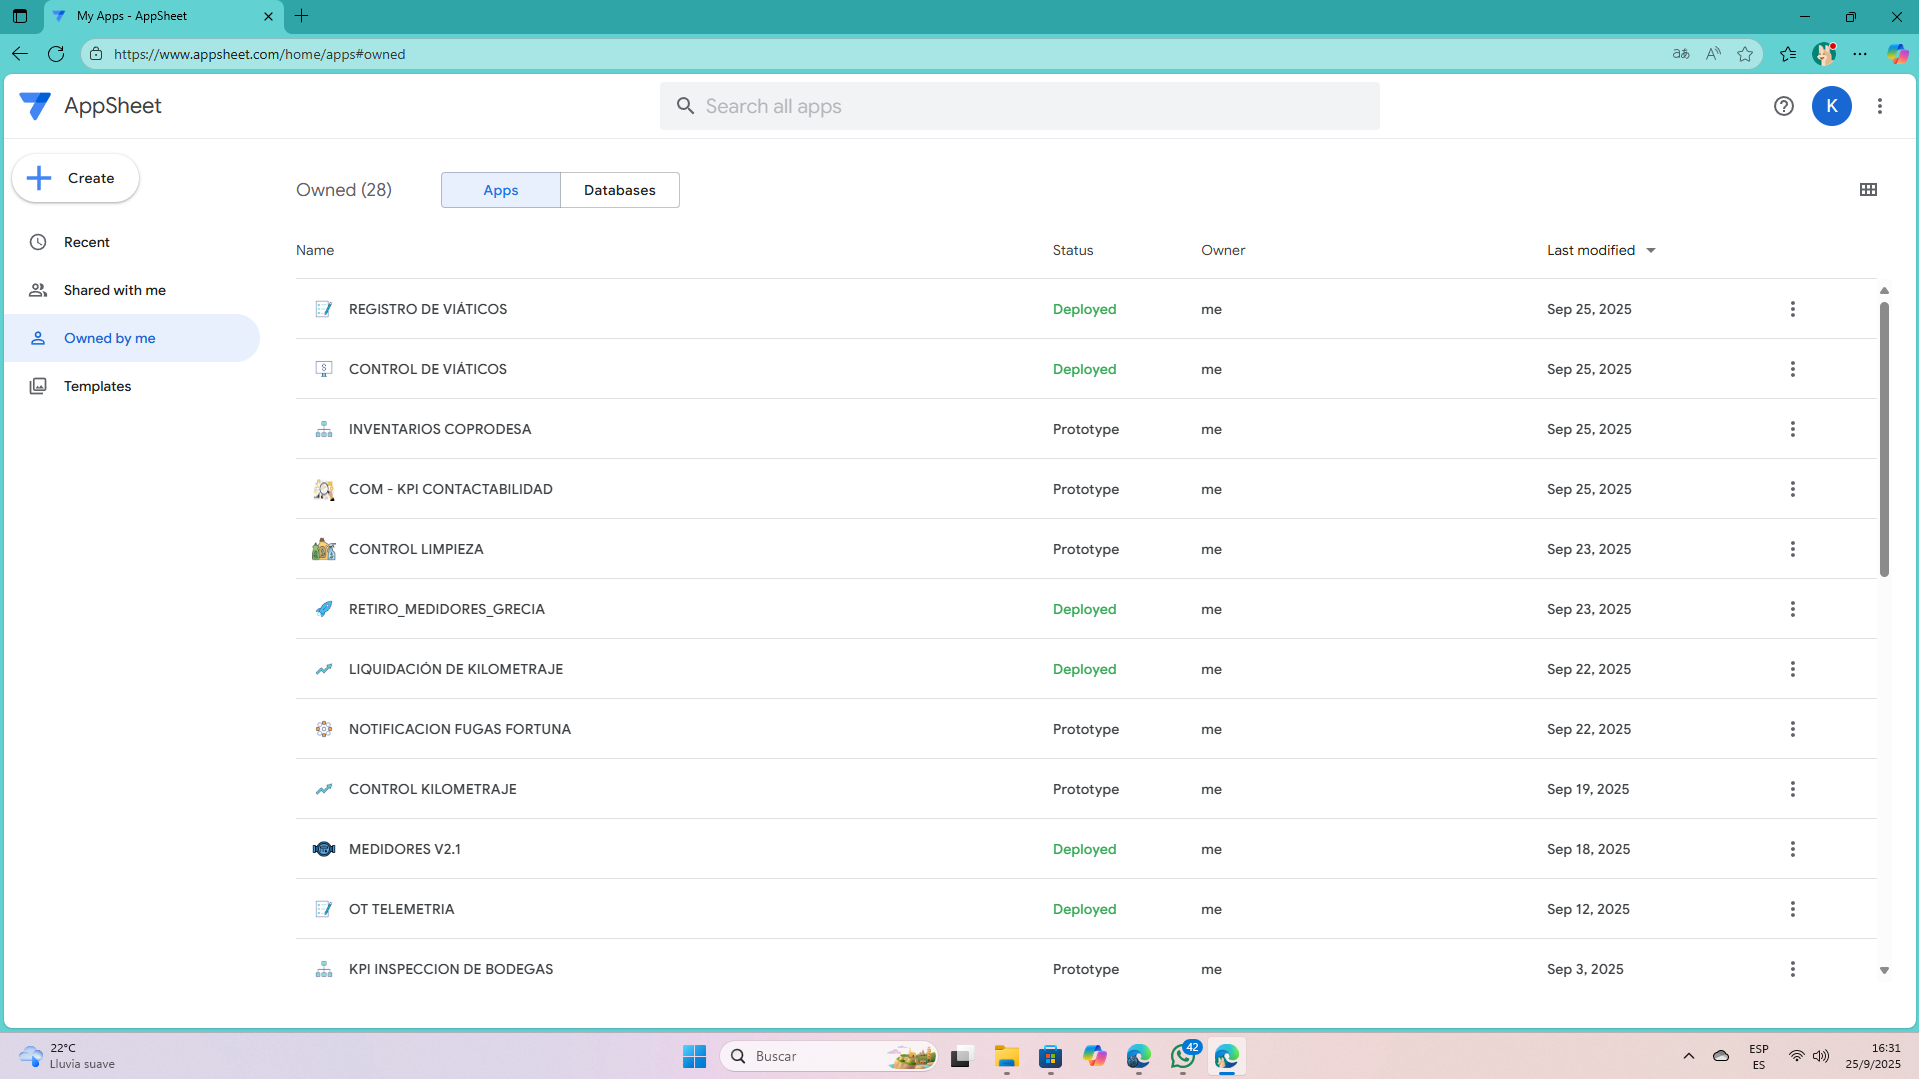 My Apps - AppSheet
https://www.appsheet.com/home/apps#owned
AppSheet
Search all apps
K
Create
Owned (28)
Apps
Databases
Recent
Shared with me
Owned by me
Templates
Name Status Owner Last modified
REGISTRO DE VIÁTICOS Deployed me Sep 25, 2025
CONTROL DE VIÁTICOS Deployed me Sep 25, 2025
INVENTARIOS COPRODESA Prototype me Sep 25, 2025
COM - KPI CONTACTABILIDAD Prototype me Sep 25, 2025
CONTROL LIMPIEZA Prototype me Sep 23, 2025
RETIRO_MEDIDORES_GRECIA Deployed me Sep 23, 2025
LIQUIDACIÓN DE KILOMETRAJE Deployed me Sep 22, 2025
NOTIFICACION FUGAS FORTUNA Prototype me Sep 22, 2025
CONTROL KILOMETRAJE Prototype me Sep 19, 2025
MEDIDORES V2.1 Deployed me Sep 18, 2025
OT TELEMETRIA Deployed me Sep 12, 2025
KPI INSPECCION DE BODEGAS Prototype me Sep 3, 2025
22°C
Lluvia suave
Buscar
42
ESP
ES
16:31
25/9/2025